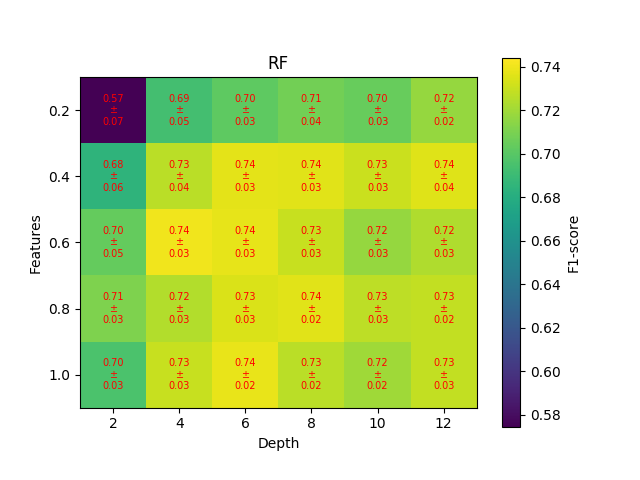 RF
0.57 0.69 0.70 0.71 0.70 0.72
± ± ± ± ± ±
0.07 0.05 0.03 0.04 0.03 0.02
0.2
0.68 0.73 0.74 0.74 0.73 0.74
± ± ± ± ± ±
0.06 0.04 0.03 0.03 0.03 0.04
0.4
0.70 0.74 0.74 0.73 0.72 0.72
± ± ± ± ± ±
0.05 0.03 0.03 0.03 0.03 0.03
0.6
0.71 0.72 0.73 0.74 0.73 0.73
± ± ± ± ± ±
0.03 0.03 0.03 0.02 0.03 0.02
0.8
0.70 0.73 0.74 0.73 0.72 0.73
± ± ± ± ± ±
0.03 0.03 0.02 0.02 0.02 0.03
1.0
Features
2 4 6 8 10 12
Depth
0.74
0.72
0.70
0.68
0.66
0.64
0.62
0.60
0.58
F1-score